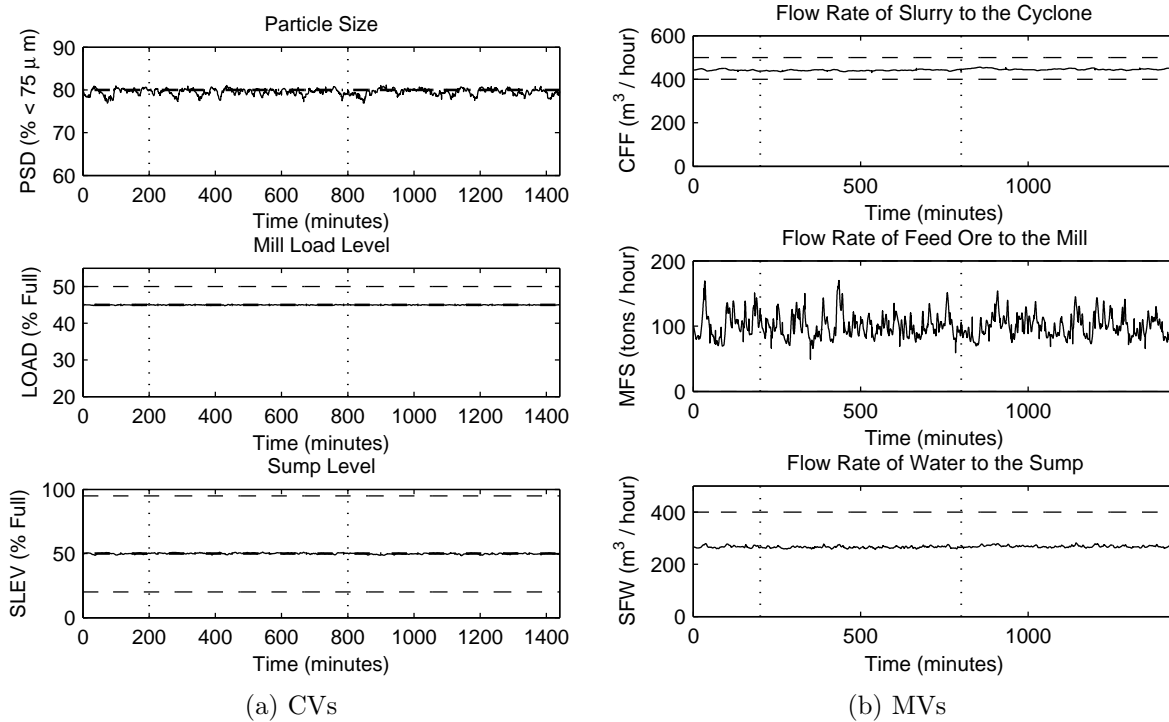 Particle Size
90
80
70
60
PSD (% < 75 μ m)
0 200 400 600 800 1000 1200 1400
Time (minutes)
Mill Load Level
50
40
30
20
LOAD (% Full)
0 200 400 600 800 1000 1200 1400
Time (minutes)
Sump Level
100
50
0
SLEV (% Full)
0 200 400 600 800 1000 1200 1400
Time (minutes)
(a) CVs
Flow Rate of Slurry to the Cyclone
600
400
200
0
CFF (m³ / hour)
0 500 1000
Time (minutes)
Flow Rate of Feed Ore to the Mill
200
100
0
MFS (tons / hour)
0 500 1000
Time (minutes)
Flow Rate of Water to the Sump
400
200
0
SFW (m³ / hour)
0 500 1000
Time (minutes)
(b) MVs